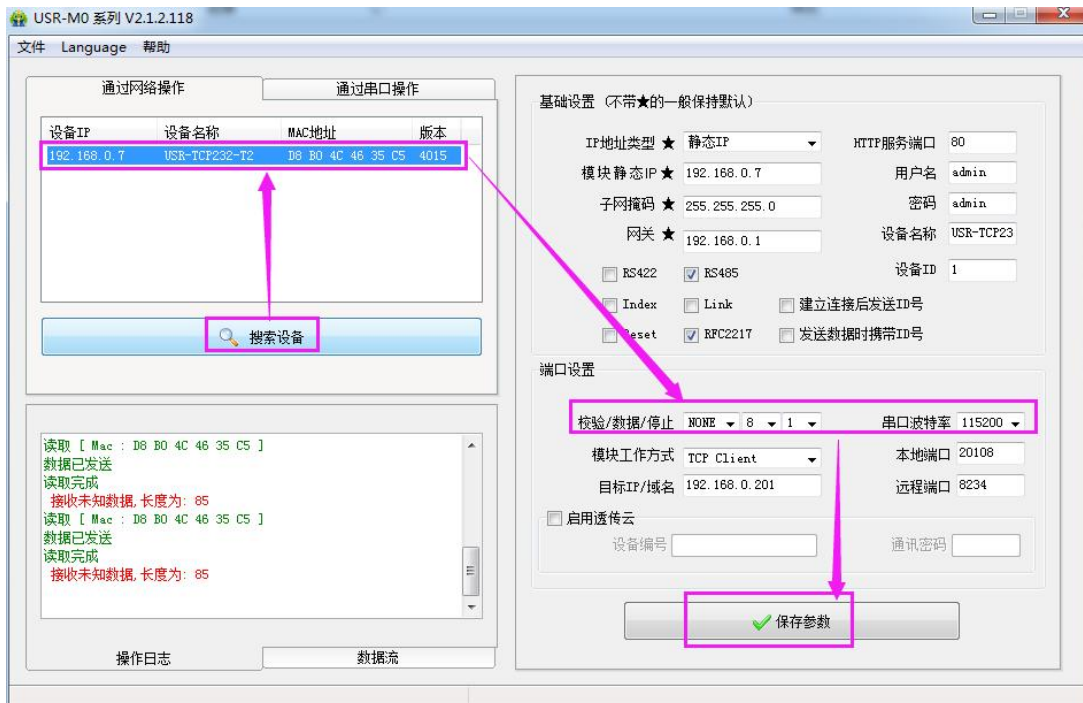 USR-M0 系列 V2.1.2.118
文件 Language 帮助
通过网络操作 通过串口操作
设备IP 设备名称 MAC地址 版本
192.168.0.7 USR-TCP232-T2 D8 B0 4C 46 35 C5 4015
搜索设备
读取 [ Mac : D8 B0 4C 46 35 C5 ]
数据已发送
读取完成
接收未知数据,长度为: 85
读取 [ Mac : D8 B0 4C 46 35 C5 ]
数据已发送
读取完成
接收未知数据,长度为: 85
操作日志 数据流
基础设置 (不带★的一般保持默认)
IP地址类型 ★ 静态IP HTTP服务端口 80
模块静态IP ★ 192.168.0.7 用户名 admin
子网掩码 ★ 255.255.255.0 密码 admin
网关 ★ 192.168.0.1 设备名称 USR-TCP23
RS422 RS485 设备ID 1
Index Link 建立连接后发送ID号
Reset RFC2217 发送数据时携带ID号
端口设置
校验/数据/停止 NONE 8 1 串口波特率 115200
模块工作方式 TCP Client 本地端口 20108
目标IP/域名 192.168.0.201 远程端口 8234
启用透传云
设备编号 通讯密码
保存参数